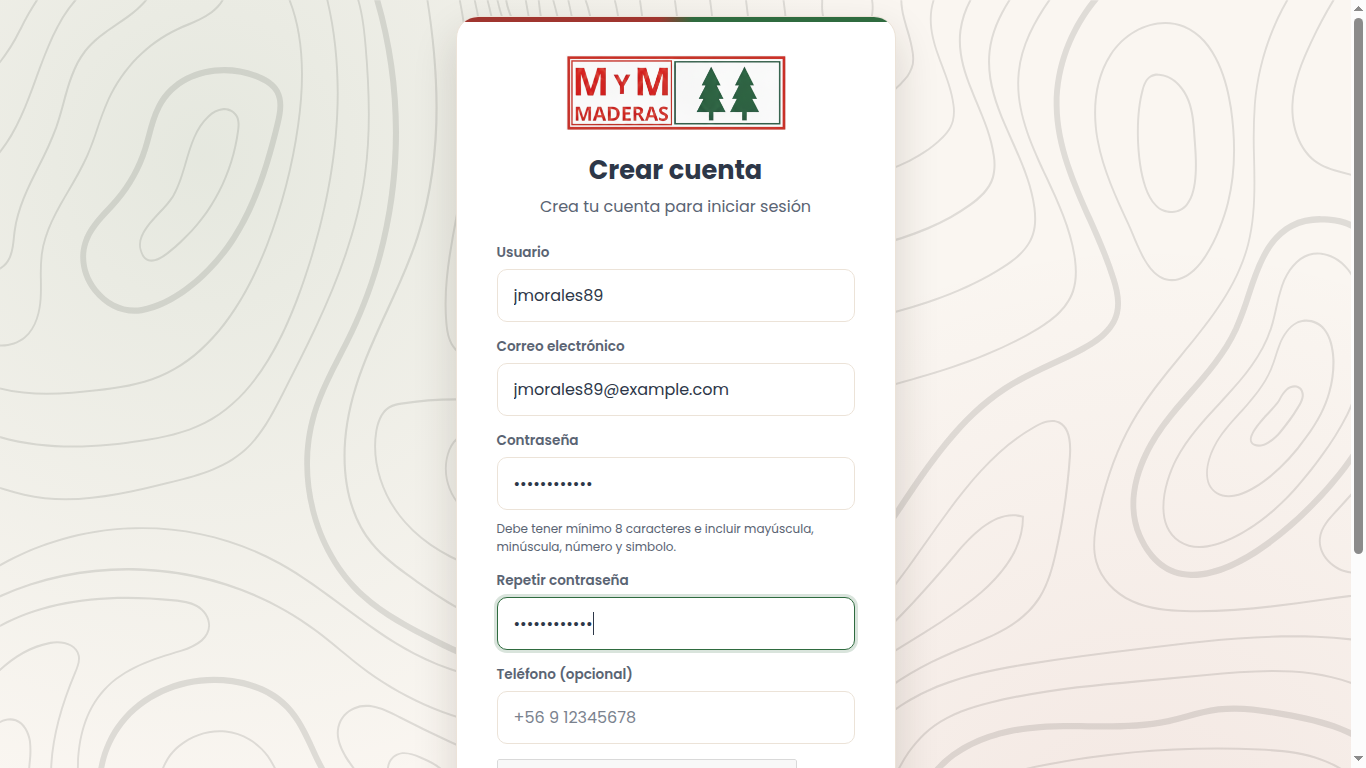 M Y M
MADERAS
Crear cuenta
Crea tu cuenta para iniciar sesión
Usuario
jmorales89
Correo electrónico
jmorales89@example.com
Contraseña
••••••••••••
Debe tener mínimo 8 caracteres e incluir mayúscula,
minúscula, número y simbolo.
Repetir contraseña
••••••••••••
Teléfono (opcional)
+56 9 12345678